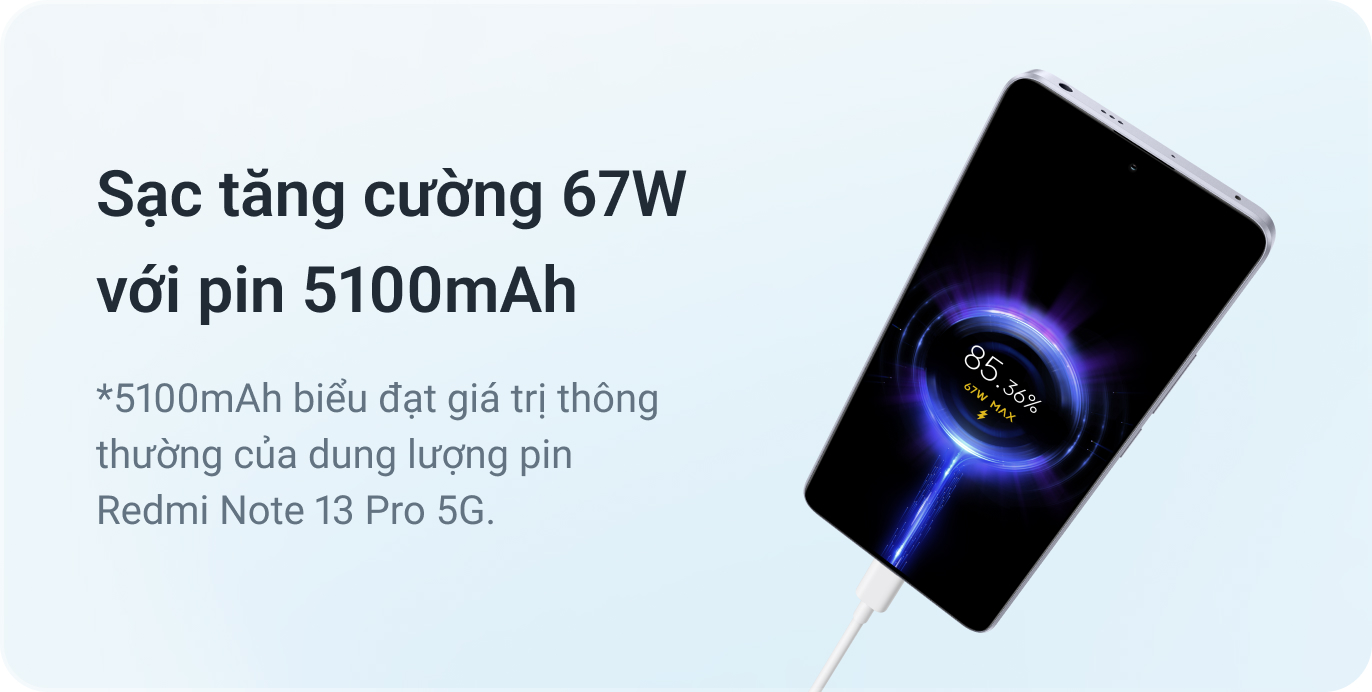 Sạc tăng cường 67W
với pin 5100mAh
*5100mAh biểu đạt giá trị thông
thường của dung lượng pin
Redmi Note 13 Pro 5G.
85.36%
67W MAX